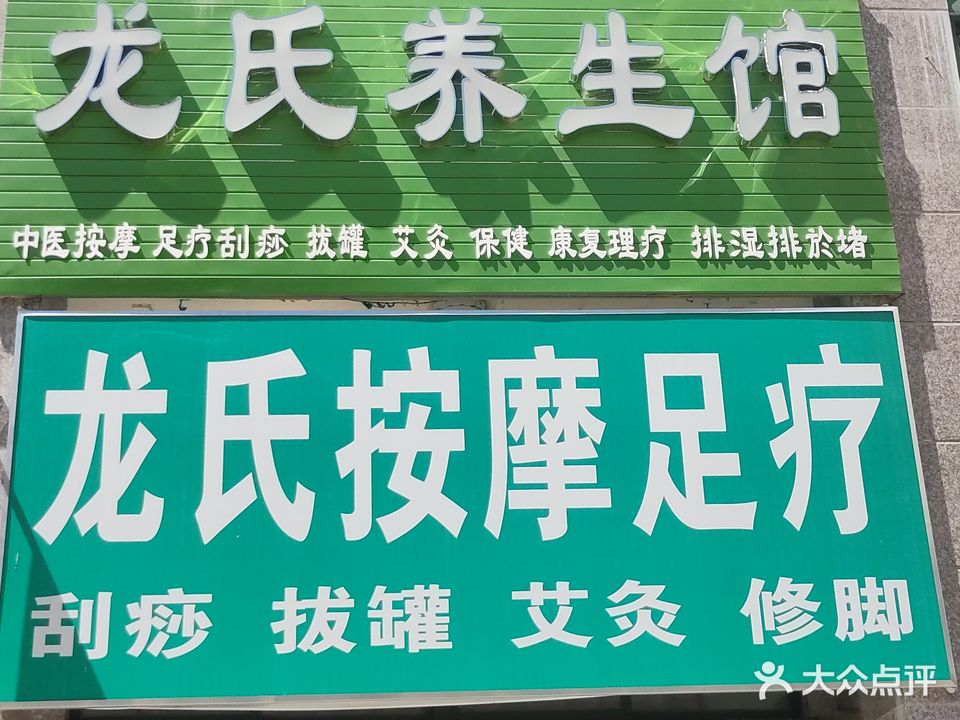 龙氏养生馆
中医按摩 足疗刮痧 拔罐 艾灸 保健 康复理疗 排湿排於堵
龙氏按摩足疗
刮痧 拔罐 艾灸 修脚
大众点评